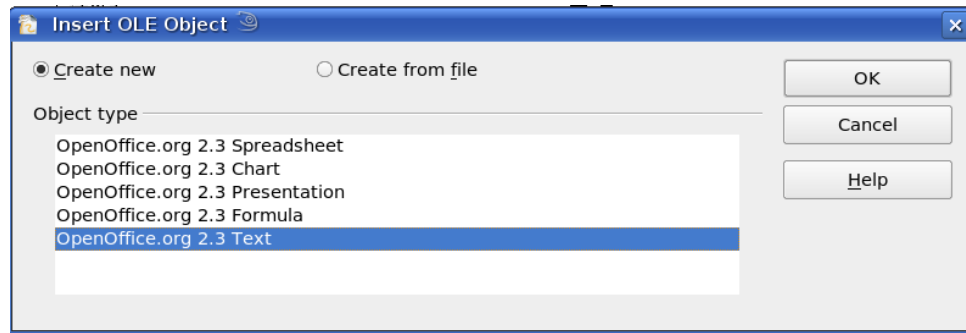 Insert OLE Object
Create new
Create from file
OK
Object type
Cancel
OpenOffice.org 2.3 Spreadsheet
OpenOffice.org 2.3 Chart
OpenOffice.org 2.3 Presentation
Help
OpenOffice.org 2.3 Formula
OpenOffice.org 2.3 Text